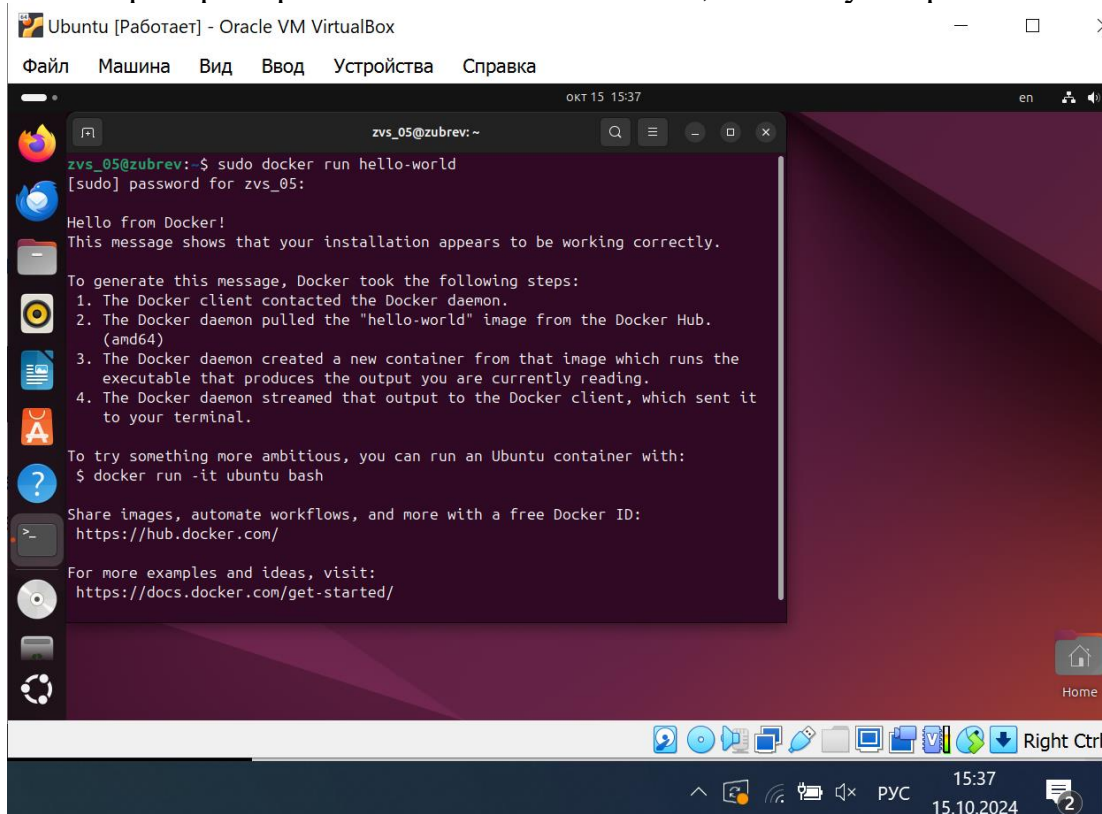 Ubuntu [Работает] - Oracle VM VirtualBox
Файл Машина Вид Ввод Устройства Справка
окт 15 15:37
en
zvs_05@zubrev: ~
zvs_05@zubrev:~$ sudo docker run hello-world
[sudo] password for zvs_05:
Hello from Docker!
This message shows that your installation appears to be working correctly.
To generate this message, Docker took the following steps:
1. The Docker client contacted the Docker daemon.
2. The Docker daemon pulled the "hello-world" image from the Docker Hub.
(amd64)
3. The Docker daemon created a new container from that image which runs the
executable that produces the output you are currently reading.
4. The Docker daemon streamed that output to the Docker client, which sent it
to your terminal.
To try something more ambitious, you can run an Ubuntu container with:
$ docker run -it ubuntu bash
Share images, automate workflows, and more with a free Docker ID:
https://hub.docker.com/
For more examples and ideas, visit:
https://docs.docker.com/get-started/
Home
Right Ctrl
РУС
15:37
15.10.2024
2